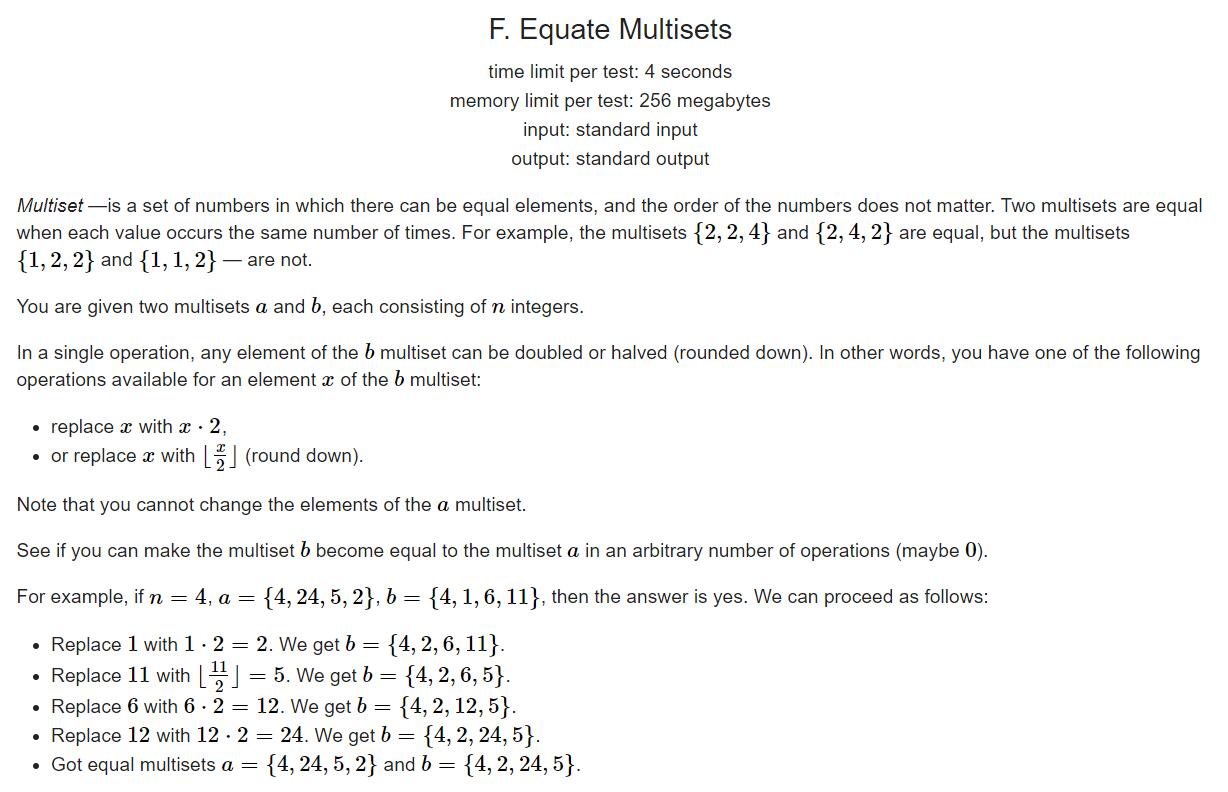 F. Equate Multisets
time limit per test: 4 seconds
memory limit per test: 256 megabytes
input: standard input
output: standard output
Multiset —is a set of numbers in which there can be equal elements, and the order of the numbers does not matter. Two multisets are equal
when each value occurs the same number of times. For example, the multisets {2, 2, 4} and {2, 4, 2} are equal, but the multisets
{1, 2, 2} and {1, 1, 2} — are not.
You are given two multisets a and b, each consisting of n integers.
In a single operation, any element of the b multiset can be doubled or halved (rounded down). In other words, you have one of the following
operations available for an element x of the b multiset:
• replace x with x · 2,
• or replace x with ⌊x/2⌋ (round down).
Note that you cannot change the elements of the a multiset.
See if you can make the multiset b become equal to the multiset a in an arbitrary number of operations (maybe 0).
For example, if n = 4, a = {4, 24, 5, 2}, b = {4, 1, 6, 11}, then the answer is yes. We can proceed as follows:
• Replace 1 with 1 · 2 = 2. We get b = {4, 2, 6, 11}.
• Replace 11 with ⌊11/2⌋ = 5. We get b = {4, 2, 6, 5}.
• Replace 6 with 6 · 2 = 12. We get b = {4, 2, 12, 5}.
• Replace 12 with 12 · 2 = 24. We get b = {4, 2, 24, 5}.
• Got equal multisets a = {4, 24, 5, 2} and b = {4, 2, 24, 5}.